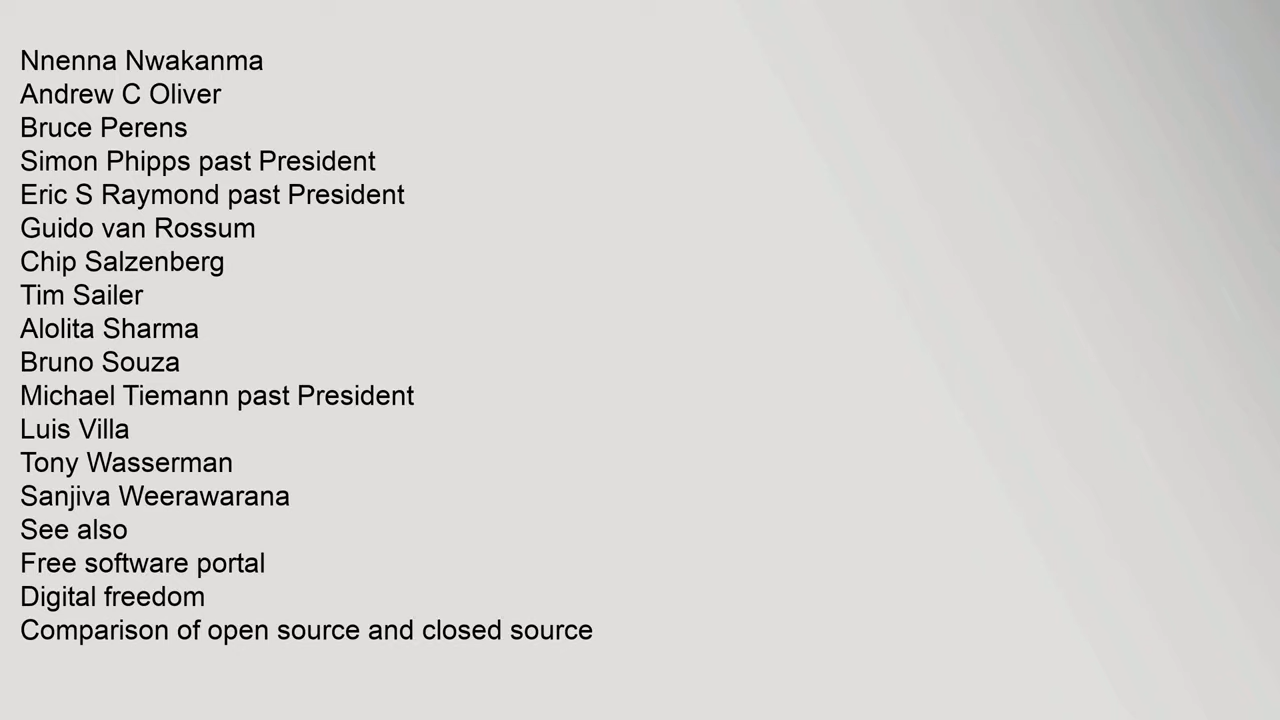 Nnenna Nwakanma
Andrew C Oliver
Bruce Perens
Simon Phipps past President
Eric S Raymond past President
Guido van Rossum
Chip Salzenberg
Tim Sailer
Alolita Sharma
Bruno Souza
Michael Tiemann past President
Luis Villa
Tony Wasserman
Sanjiva Weerawarana
See also
Free software portal
Digital freedom
Comparison of open source and closed source